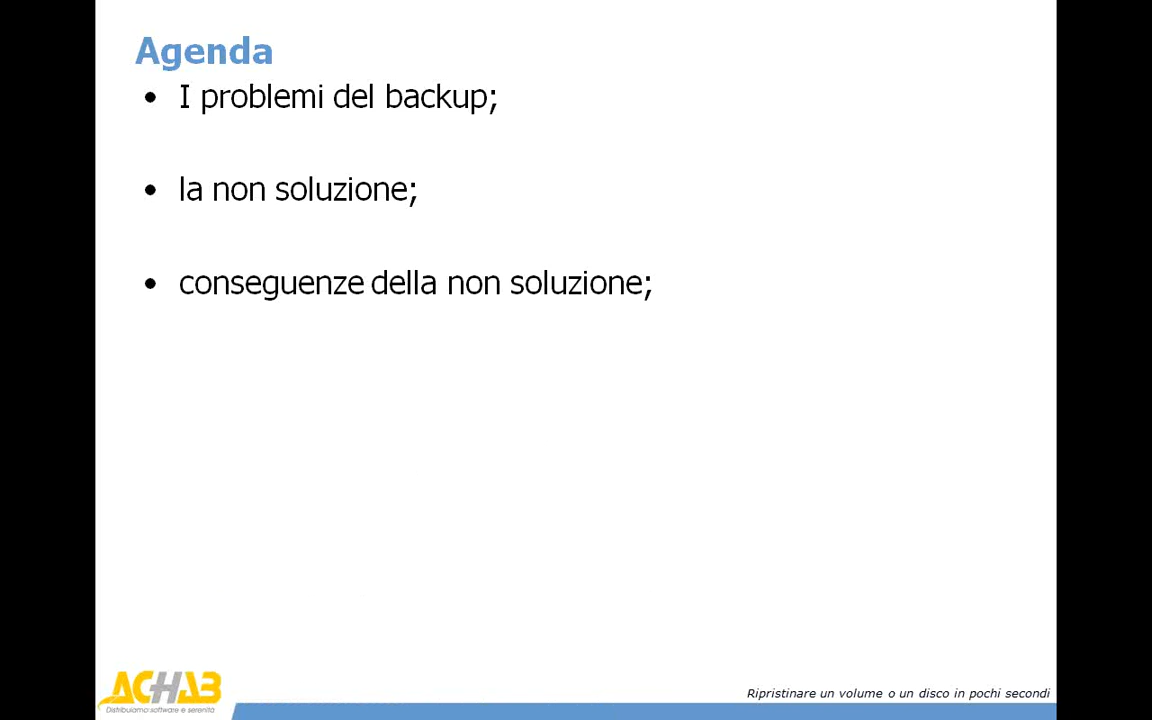 Agenda
• I problemi del backup;
• la non soluzione;
• conseguenze della non soluzione;
ACHAB
Distribuiamo software e serenità
Ripristinare un volume o un disco in pochi secondi